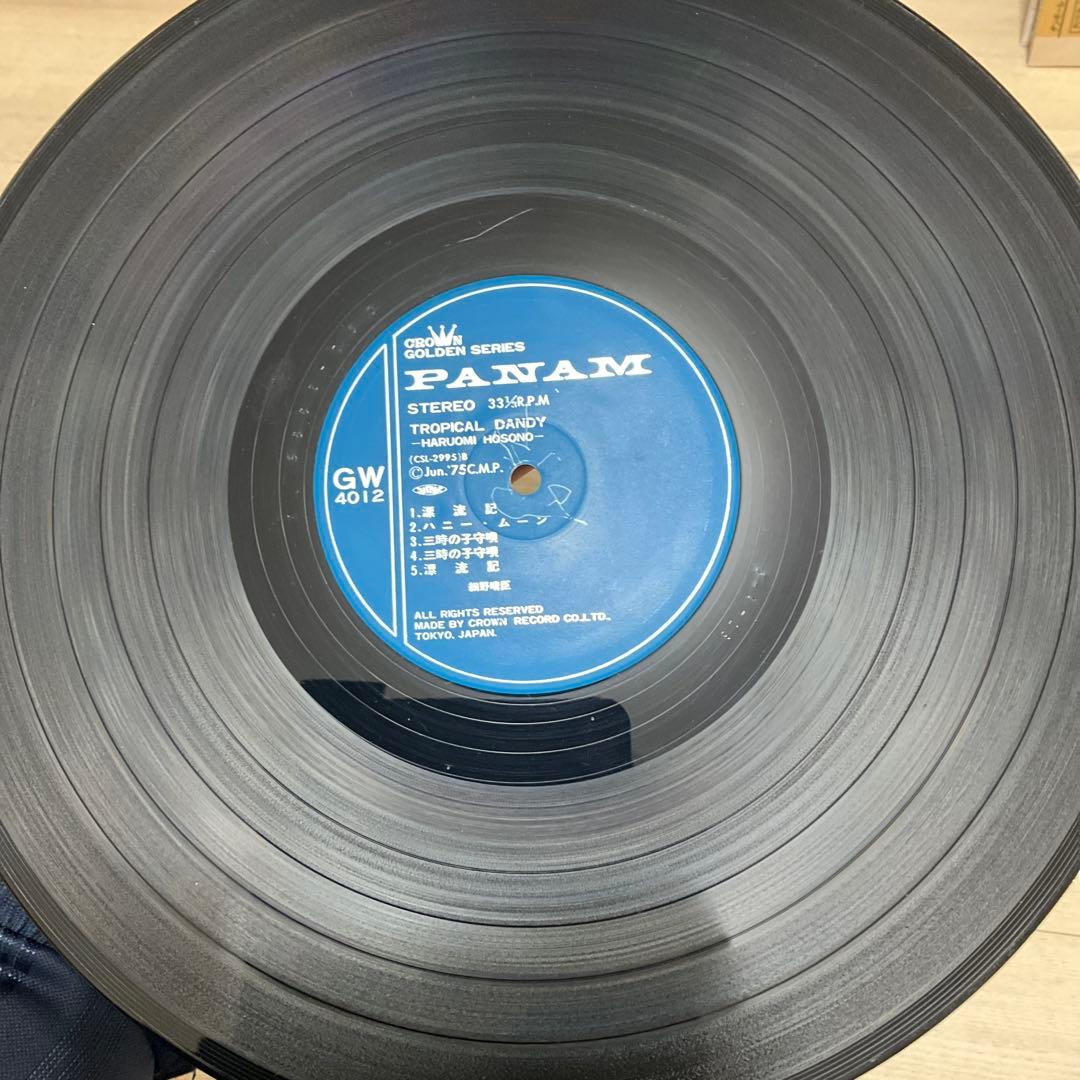 CROWN
GOLDEN SERIES
PANAM
STEREO 33⅓R.P.M
TROPICAL DANDY
—HARUOMI HOSONO—
(CSL-2995)B
©Jun.'75C.M.P.
GW
4012
1.漂流記
2.ハニー・ムーン
3.三時の子守唄
4.三時の子守唄
5.漂流記
細野晴臣
ALL RIGHTS RESERVED
MADE BY CROWN RECORD CO.,LTD.,
TOKYO. JAPAN.